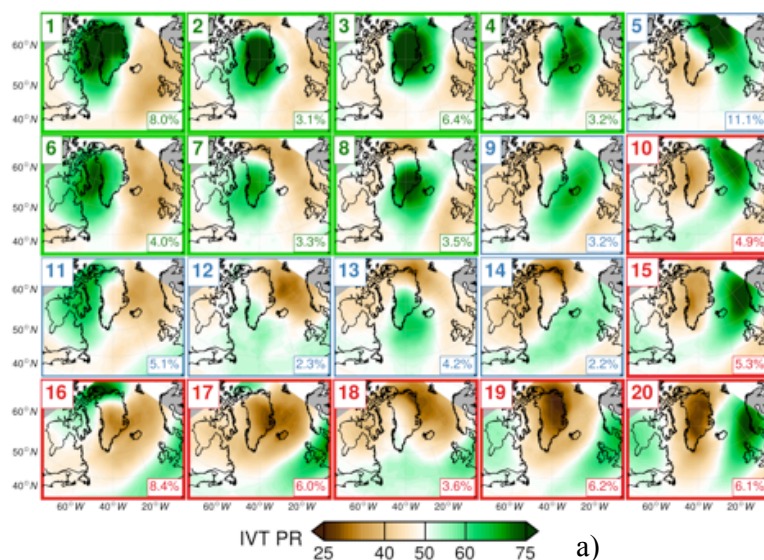 1 2 3 4 5
60°N
50°N
40°N
8.0% 3.1% 6.4% 3.2% 11.1%
6 7 8 9 10
60°N
50°N
40°N
4.0% 3.3% 3.5% 3.2% 4.9%
11 12 13 14 15
60°N
50°N
40°N
5.1% 2.3% 4.2% 2.2% 5.3%
16 17 18 19 20
60°N
50°N
40°N
8.4% 6.0% 3.6% 6.2% 6.1%
60°W 40°W 20°W 60°W 40°W 20°W 60°W 40°W 20°W 60°W 40°W 20°W 60°W 40°W 20°W
IVT PR
25 40 50 60 75
a)